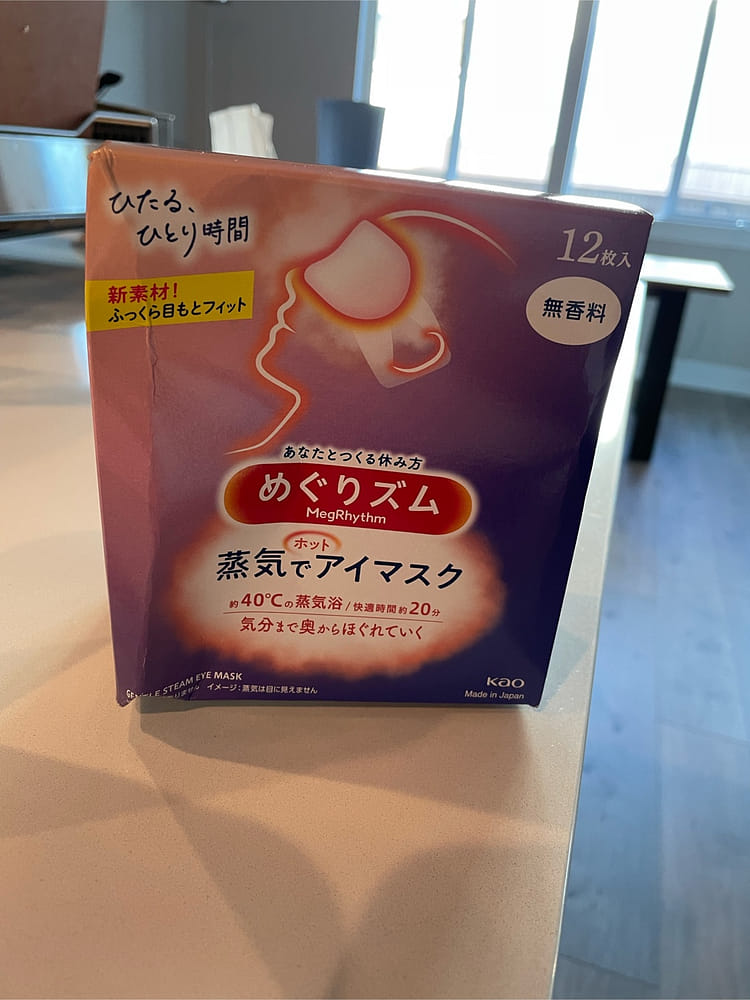 ひたる、
ひとり時間
12枚入
無香料
新素材!
ふっくら目もとフィット
あなたとつくる休み方
めぐりズム
MegRhythm
ホット
蒸気でアイマスク
約40℃の蒸気浴/快適時間約20分
気分まで奥からほぐれていく
STEAM EYE MASK
イメージ:蒸気は目に見えません
Kao
Made in Japan